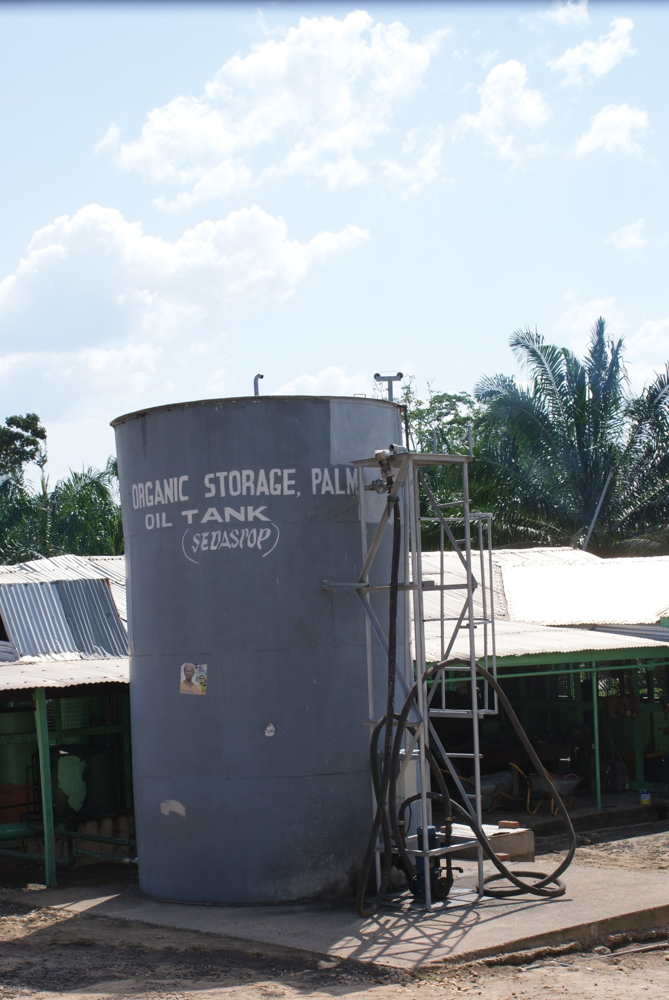 ORGANIC STORAGE, PALM
OIL TANK
(SEDASPOP)